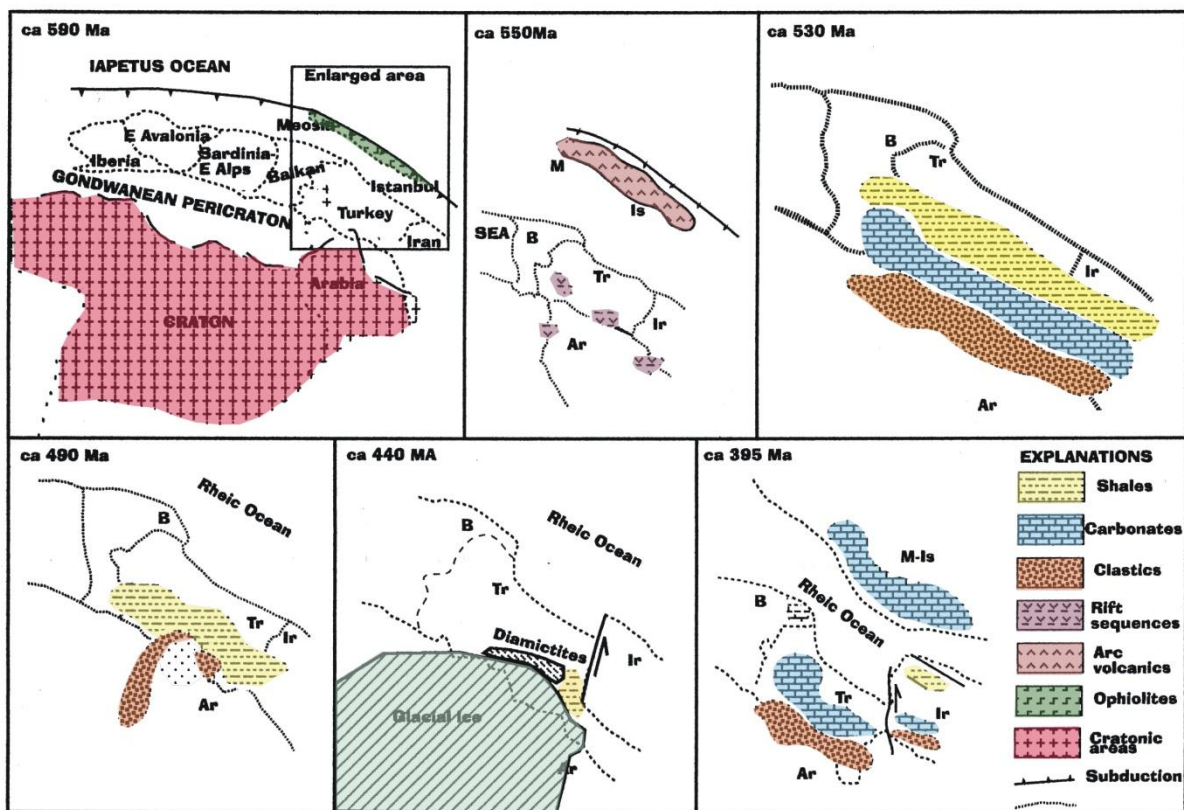 ca 590 Ma
IAPETUS OCEAN
Enlarged area
Meosia
E Avalonia
Iberia
Sardinia-
E Alps
Balkan
Istanbul
GONDWANEAN PERICRATON
Turkey
Iran
Arabia
CRATON
ca 550Ma
M
Is
SEA
B
Tr
Ir
Ar
ca 530 Ma
B
Tr
Ir
Ar
ca 490 Ma
Rheic Ocean
B
Tr
Ir
Ar
ca 440 MA
Rheic Ocean
B
Tr
Diamictites
Ir
Glacial ice
Ar
ca 395 Ma
M-Is
Rheic Ocean
B
Tr
Ir
Ar
EXPLANATIONS
Shales
Carbonates
Clastics
Rift
sequences
Arc
volcanics
Ophiolites
Cratonic
areas
Subduction